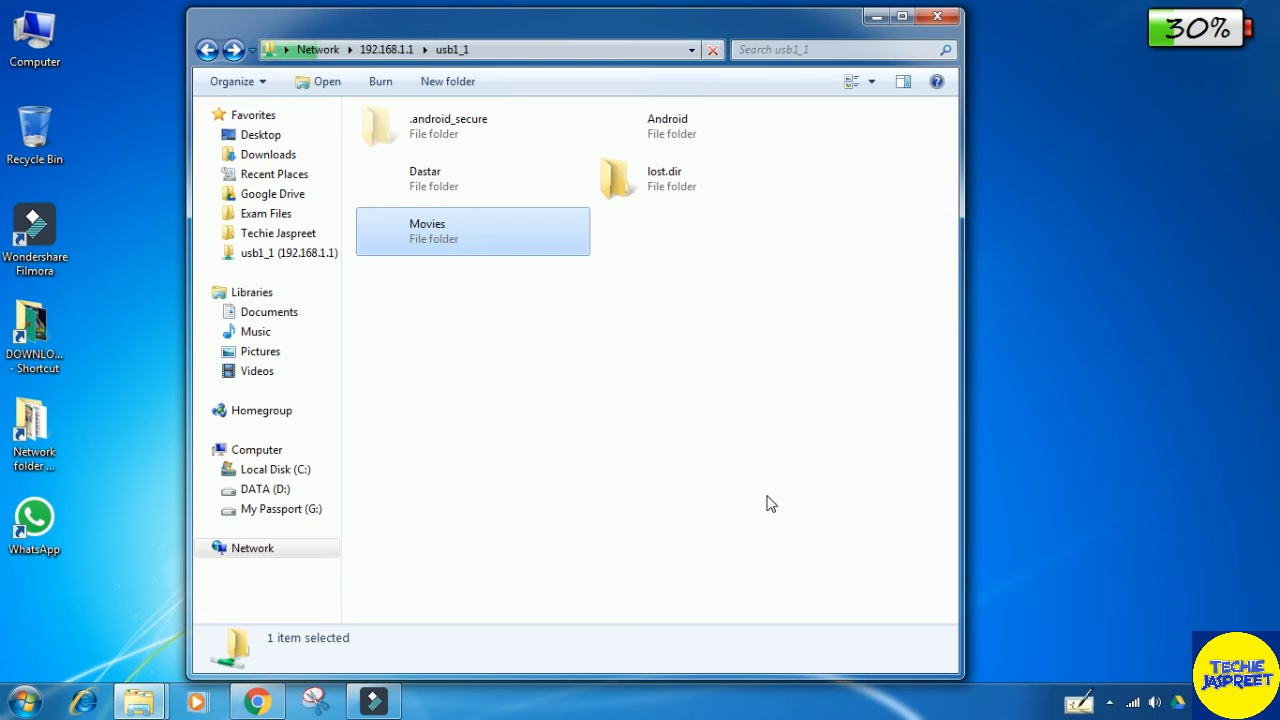 Computer
Recycle Bin
Wondershare
Filmora
DOWNLO...
- Shortcut
Network
folder ...
WhatsApp
Network
192.168.1.1
usb1_1
Search usb1_1
Organize
Open
Burn
New folder
Favorites
Desktop
Downloads
Recent Places
Google Drive
Exam Files
Techie Jaspreet
usb1_1 (192.168.1.1)
Libraries
Documents
Music
Pictures
Videos
Homegroup
Computer
Local Disk (C:)
DATA (D:)
My Passport (G:)
Network
.android_secure
File folder
Android
File folder
Dastar
File folder
lost.dir
File folder
Movies
File folder
1 item selected
30%
TECHIE
JASPREET